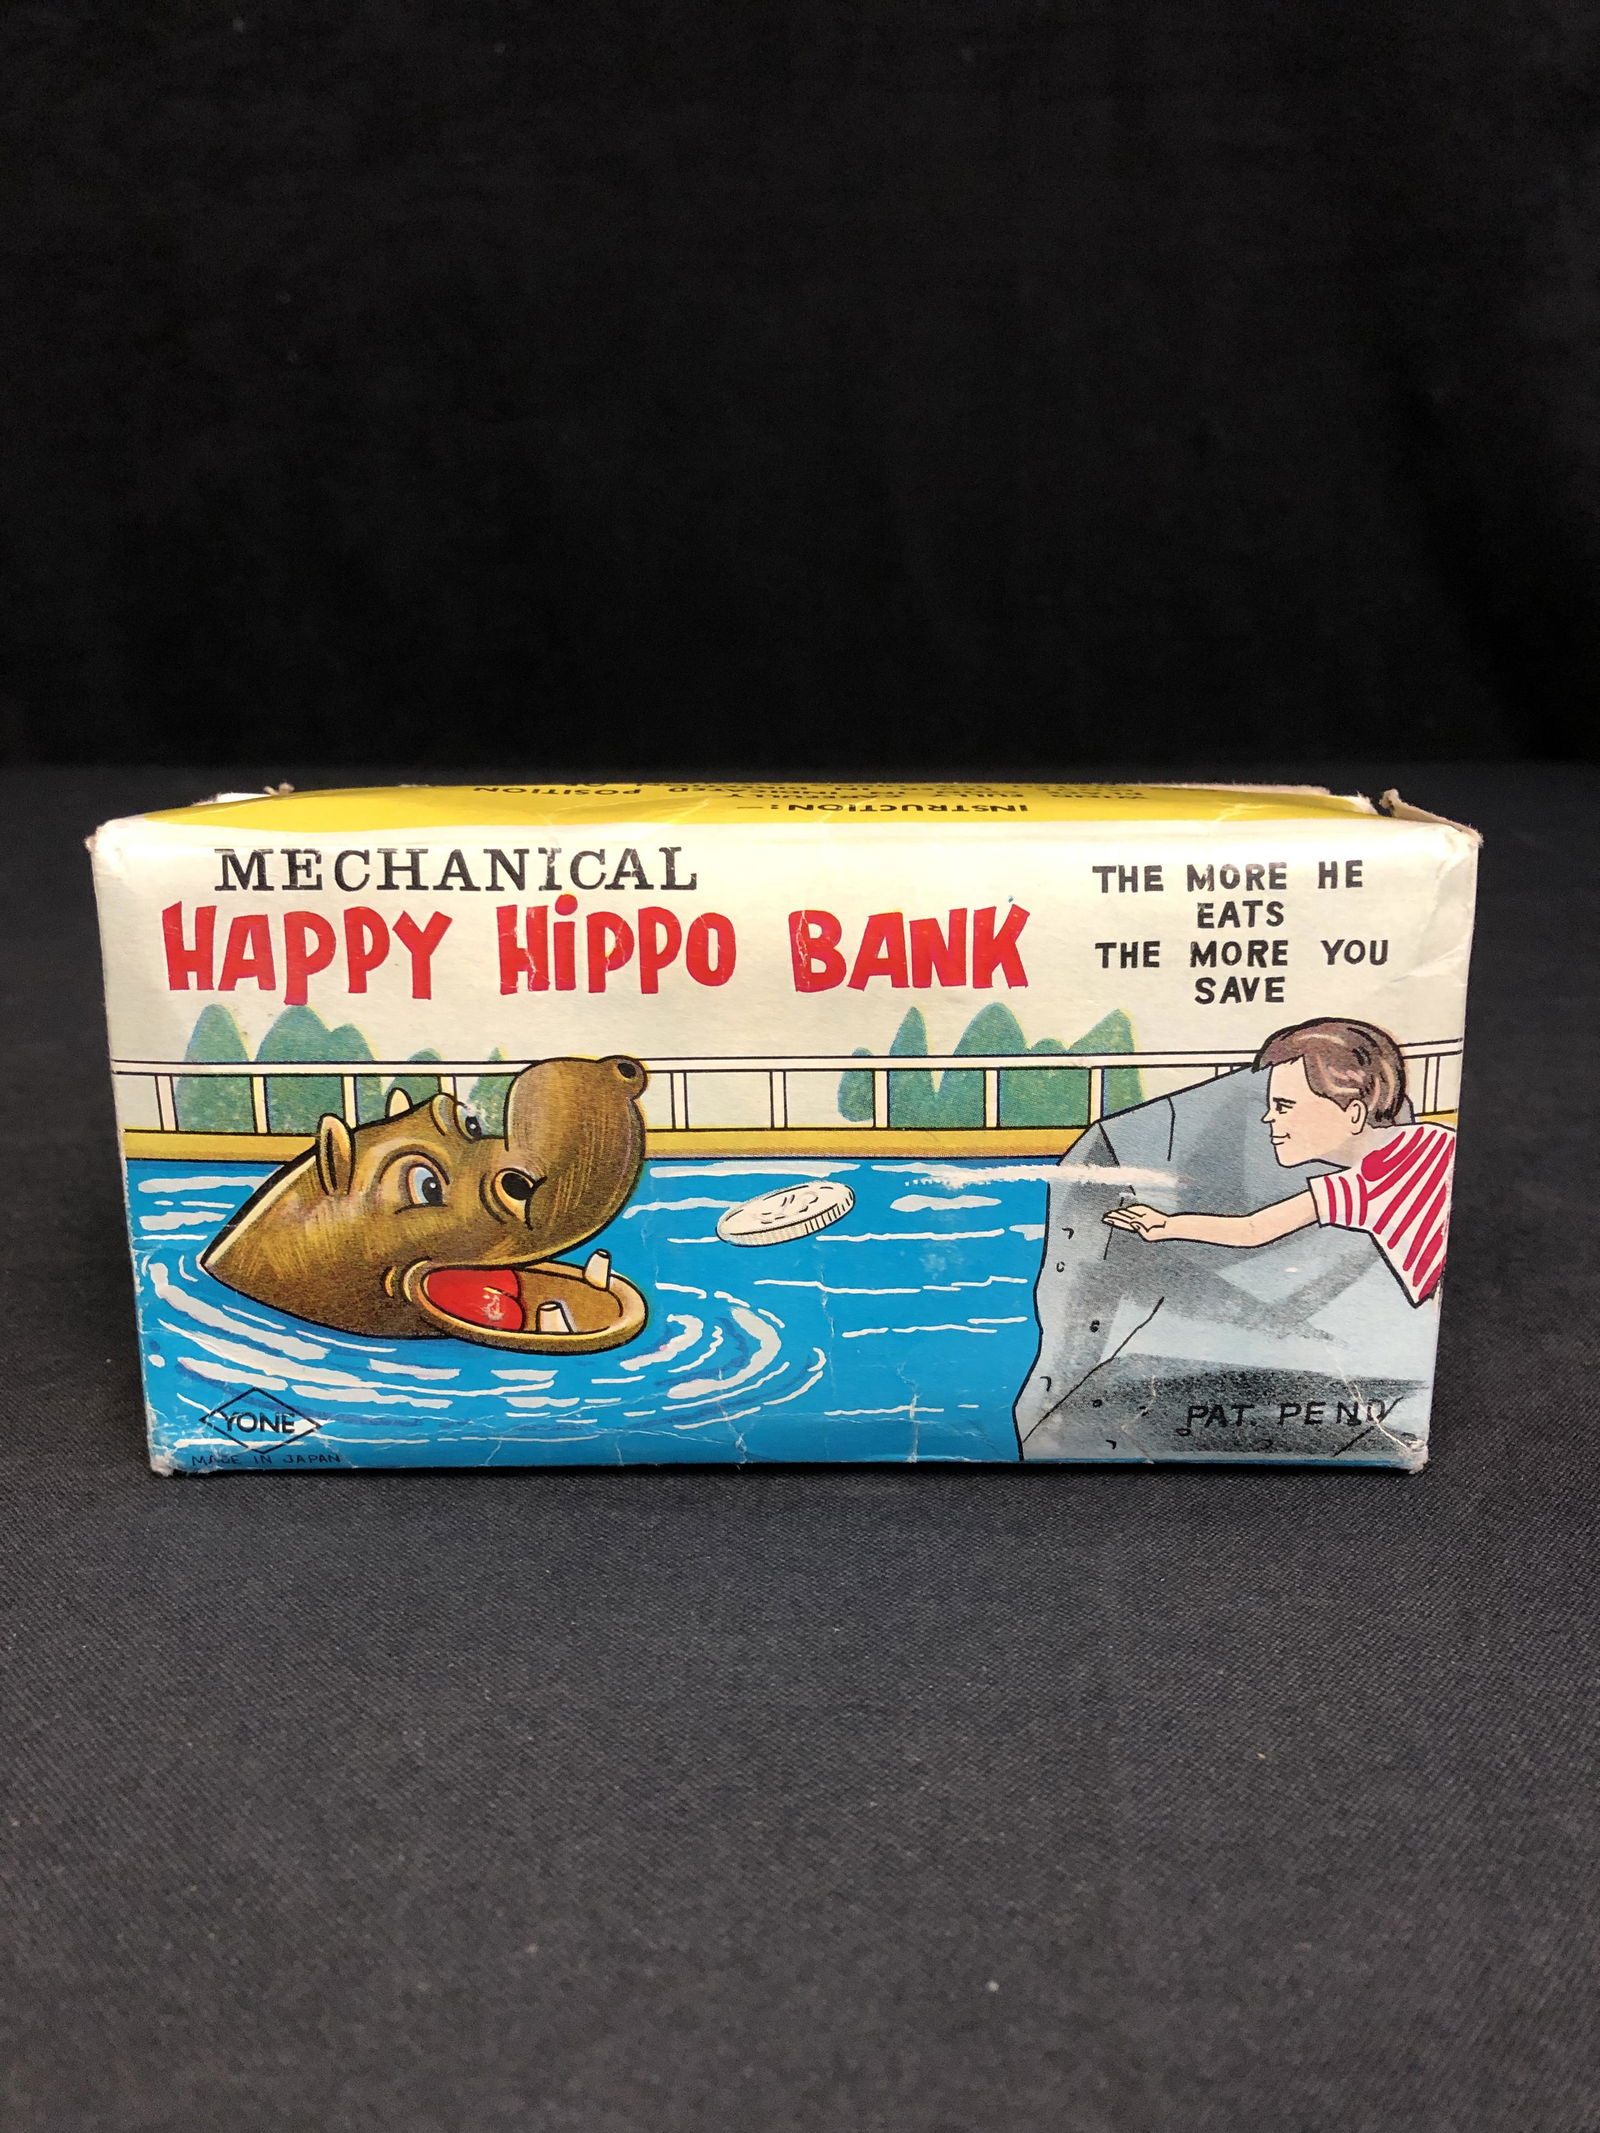 INSTRUCTION:—
MECHANICAL
HAPPY HiPPO BANK
THE MORE HE
EATS
THE MORE YOU
SAVE
YONE
MADE IN JAPAN
PAT. PEND